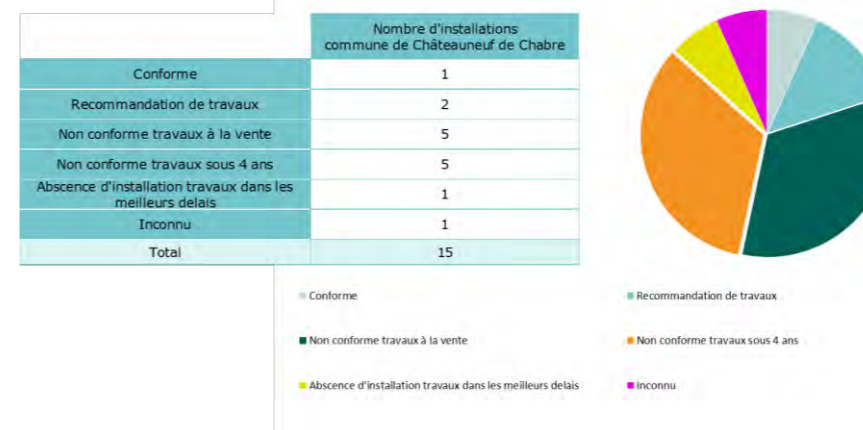 Nombre d'installations
commune de Châteauneuf de Chabre
Conforme 1
Recommandation de travaux 2
Non conforme travaux à la vente 5
Non conforme travaux sous 4 ans 5
Abscence d'installation travaux dans les
meilleurs delais 1
Inconnu 1
Total 15
Conforme Recommandation de travaux
Non conforme travaux à la vente Non conforme travaux sous 4 ans
Abscence d'installation travaux dans les meilleurs delais Inconnu